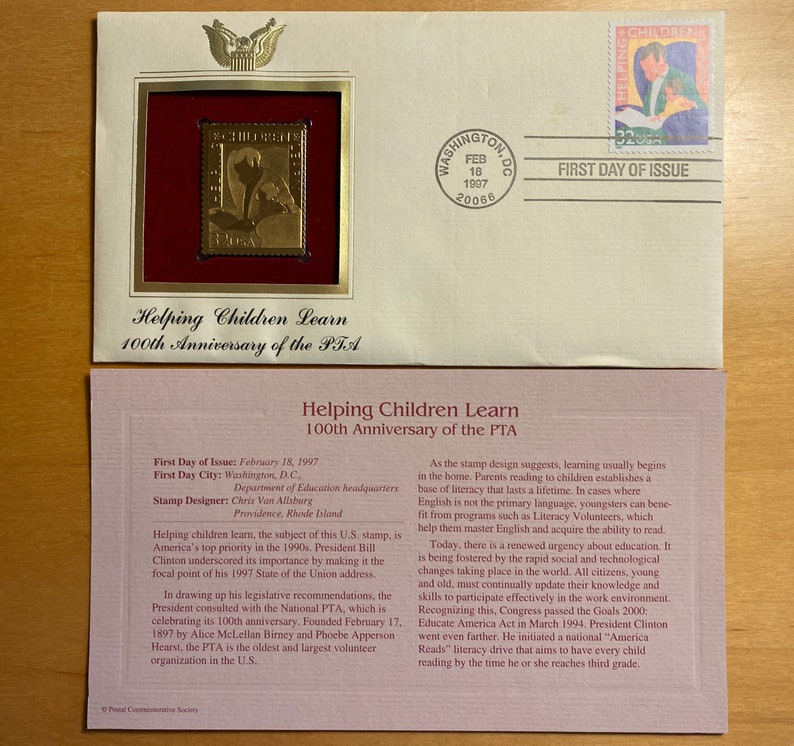 HELPING
CHILDREN
32USA
WASHINGTON, DC
FEB
18
1997
20066
FIRST DAY OF ISSUE
CHILDREN
32USA
Helping Children Learn
100th Anniversary of the PTA
Helping Children Learn
100th Anniversary of the PTA
First Day of Issue: February 18, 1997
First Day City: Washington, D.C.,
Department of Education headquarters
Stamp Designer: Chris Van Allsburg
Providence, Rhode Island
Helping children learn, the subject of this U.S. stamp, is
America's top priority in the 1990s. President Bill
Clinton underscored its importance by making it the
focal point of his 1997 State of the Union address.
In drawing up his legislative recommendations, the
President consulted with the National PTA, which is
celebrating its 100th anniversary. Founded February 17,
1897 by Alice McLellan Birney and Phoebe Apperson
Hearst, the PTA is the oldest and largest volunteer
organization in the U.S.
As the stamp design suggests, learning usually begins
in the home. Parents reading to children establishes a
base of literacy that lasts a lifetime. In cases where
English is not the primary language, youngsters can bene-
fit from programs such as Literacy Volunteers, which
help them master English and acquire the ability to read.
Today, there is a renewed urgency about education. It
is being fostered by the rapid social and technological
changes taking place in the world. All citizens, young
and old, must continually update their knowledge and
skills to participate effectively in the work environment.
Recognizing this, Congress passed the Goals 2000:
Educate America Act in March 1994. President Clinton
went even farther. He initiated a national "America
Reads" literacy drive that aims to have every child
reading by the time he or she reaches third grade.
© Postal Commemorative Society